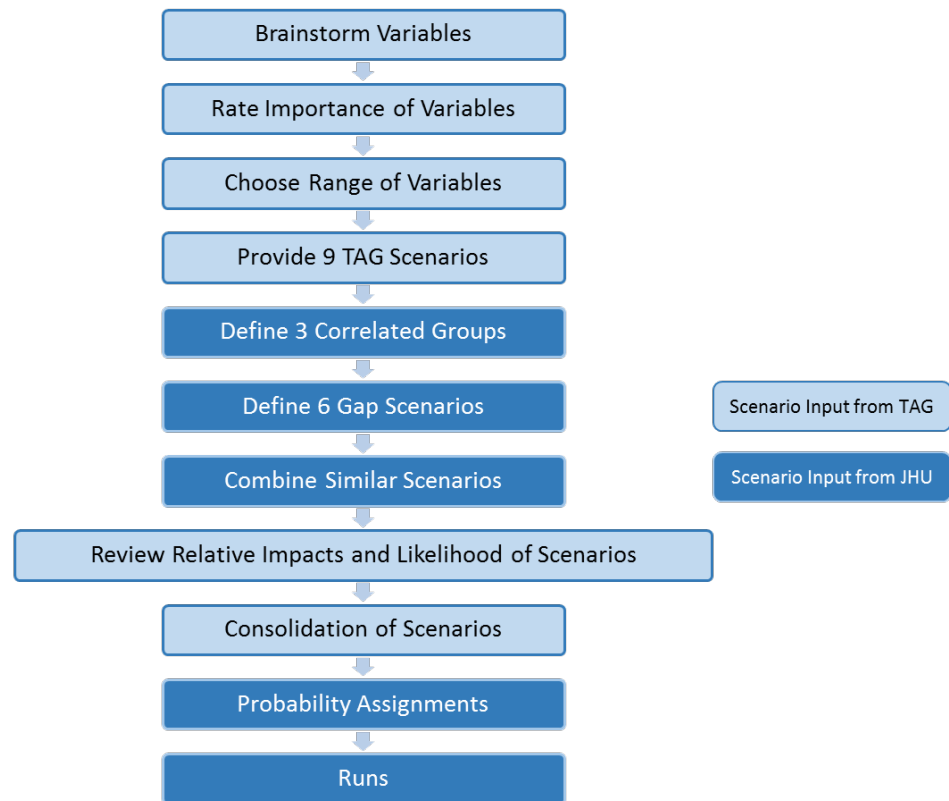 Brainstorm Variables
Rate Importance of Variables
Choose Range of Variables
Provide 9 TAG Scenarios
Define 3 Correlated Groups
Define 6 Gap Scenarios
Combine Similar Scenarios
Review Relative Impacts and Likelihood of Scenarios
Consolidation of Scenarios
Probability Assignments
Runs
Scenario Input from TAG
Scenario Input from JHU